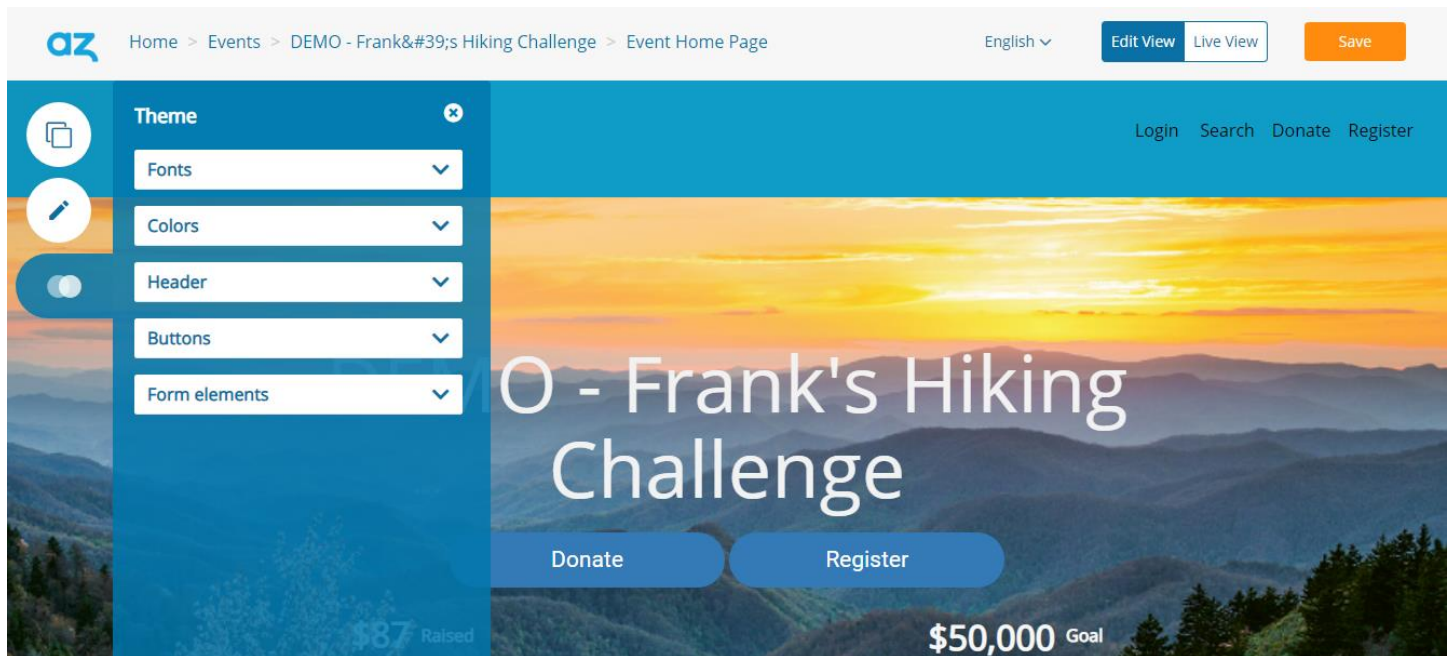 az Home > Events > DEMO - Frank&#39;s Hiking Challenge > Event Home Page English Edit View Live View Save
Theme
Login Search Donate Register
Fonts
Colors
Header
Buttons
Form elements
DEMO - Frank's Hiking
Challenge
Donate Register
$87 Raised $50,000 Goal